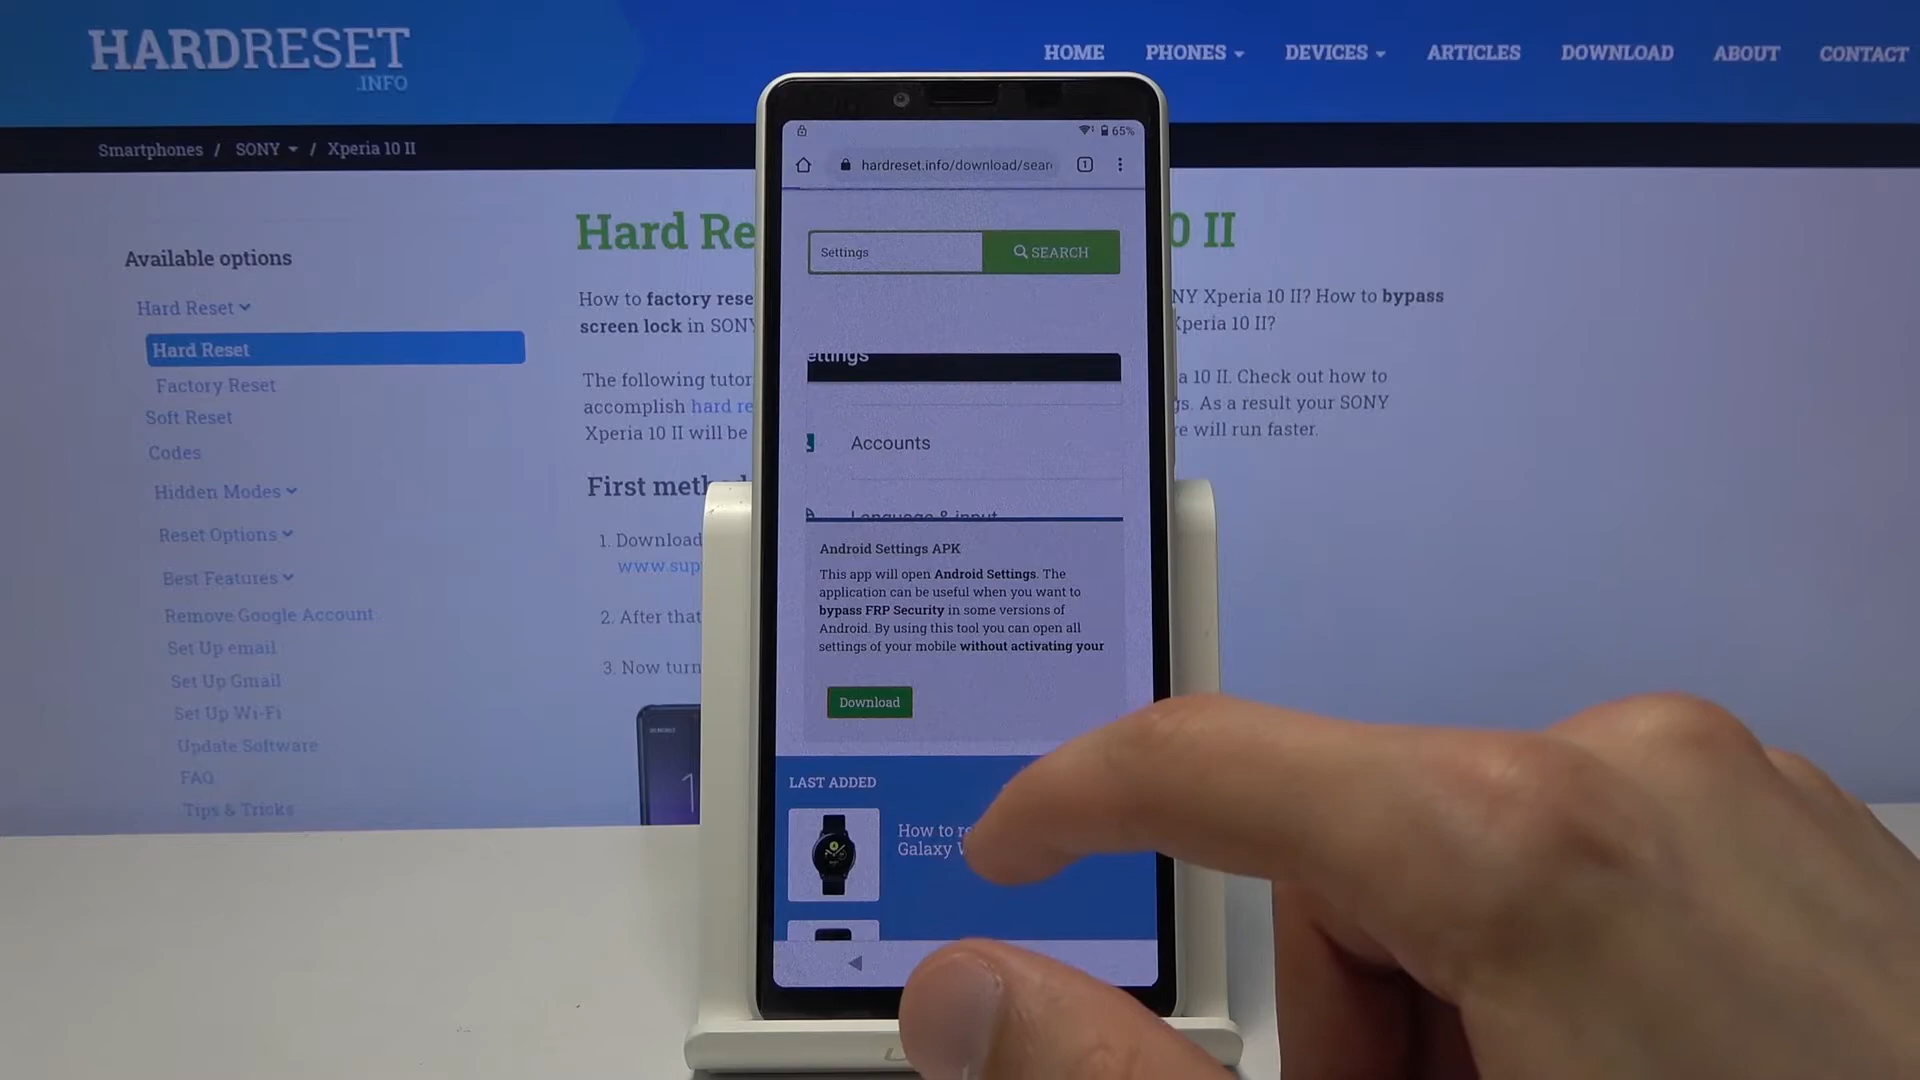 HARDRESET
.INFO
HOME PHONES DEVICES ARTICLES DOWNLOAD ABOUT CONTACT
Smartphones / SONY / Xperia 10 II
Available options
Hard Reset
Hard Reset
Factory Reset
Soft Reset
Codes
Hidden Modes
Reset Options
Best Features
Remove Google Account
Set Up email
Set Up Gmail
Set Up Wi-Fi
Update Software
FAQ
Tips & Tricks
Hard Re
0 II
How to factory rese
NY Xperia 10 II? How to bypass
screen lock in SONY
Xperia 10 II?
The following tutor
a 10 II. Check out how to
accomplish hard re
gs. As a result your SONY
Xperia 10 II will be
re will run faster.
First meth
1. Download
www.sup
2. After that
3. Now turn
65%
hardreset.info/download/sear
1
Settings
SEARCH
ettings
Accounts
Language & input
Android Settings APK
This app will open Android Settings. The
application can be useful when you want to
bypass FRP Security in some versions of
Android. By using this tool you can open all
settings of your mobile without activating your
Download
LAST ADDED
How to re
Galaxy W